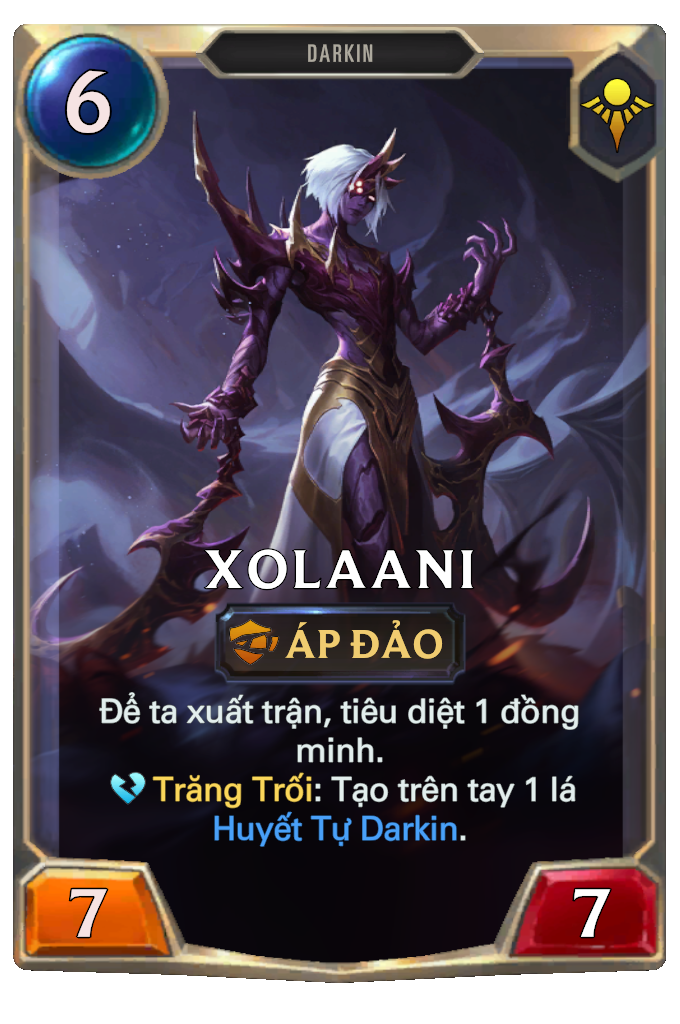 6
DARKIN
XOLAANI
ÁP ĐẢO
Để ta xuất trận, tiêu diệt 1 đồng
minh.
Trăng Trối: Tạo trên tay 1 lá
Huyết Tự Darkin.
7
7